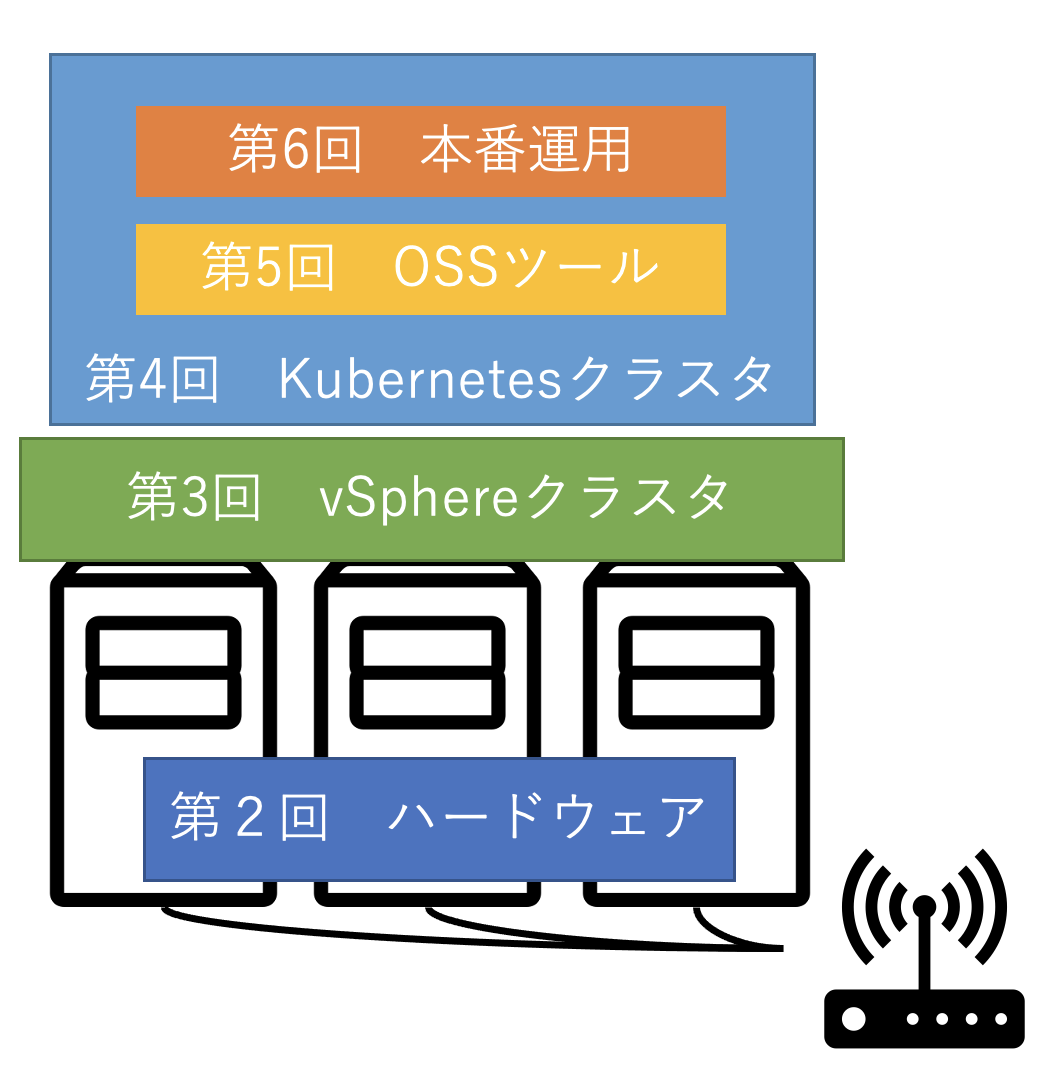 第6回　本番運用
第5回　OSSツール
第4回　Kubernetesクラスタ
第3回　vSphereクラスタ
第２回　ハードウェア